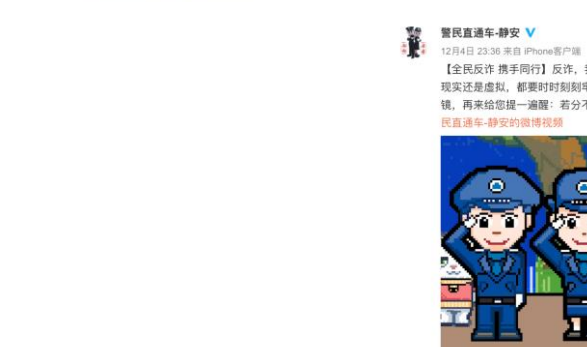 警民直通车-静安
12月4日 23:36 来自 iPhone客户端
【全民反诈 携手同行】反诈，
现实还是虚拟，都要时时刻刻
镜，再来给您提一遍醒：若分不
民直通车-静安的微博视频